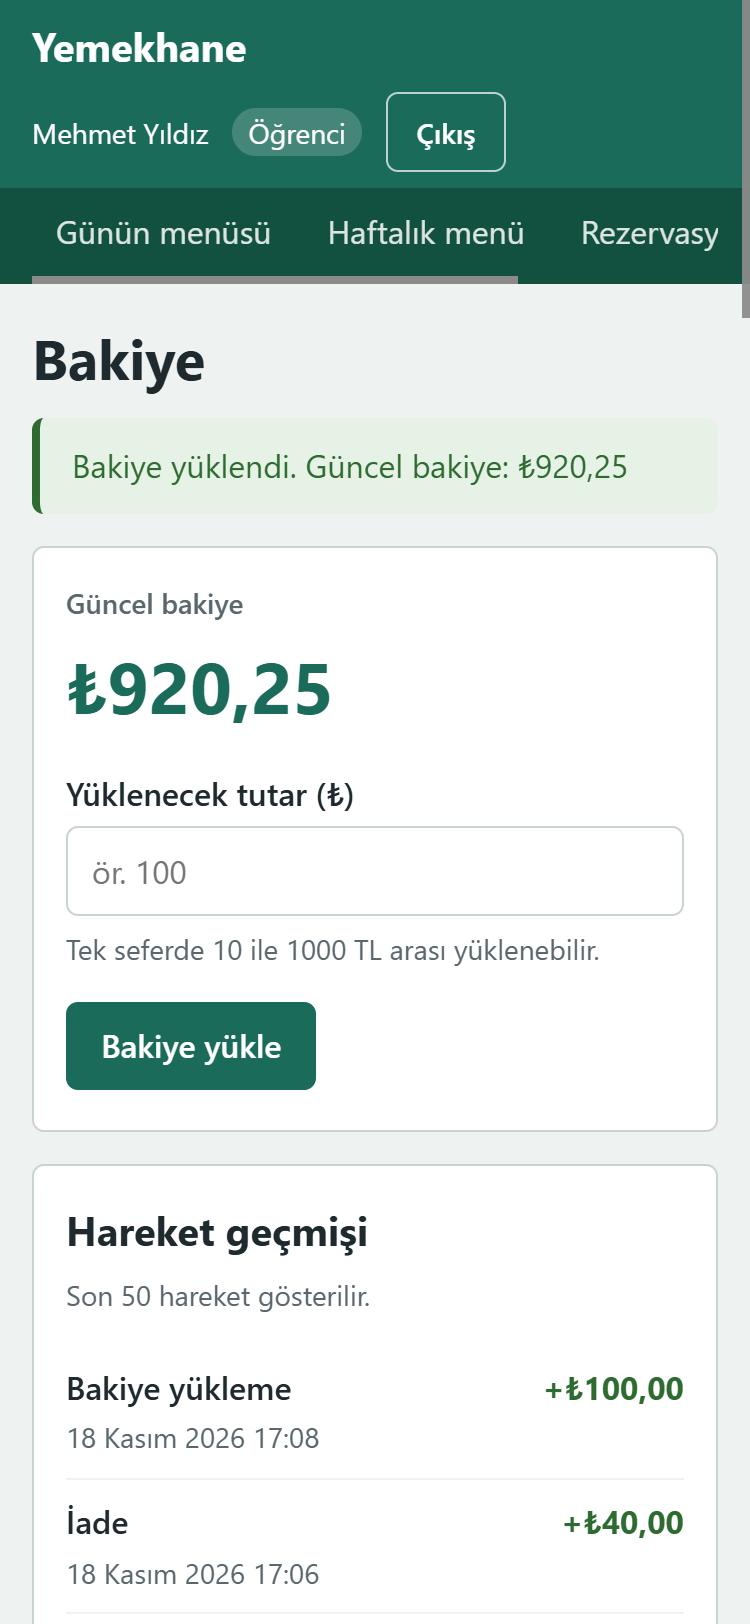 Yemekhane
Mehmet Yıldız Öğrenci Çıkış
Günün menüsü Haftalık menü Rezervasy
Bakiye
Bakiye yüklendi. Güncel bakiye: ₺920,25
Güncel bakiye
₺920,25
Yüklenecek tutar (₺)
ör. 100
Tek seferde 10 ile 1000 TL arası yüklenebilir.
Bakiye yükle
Hareket geçmişi
Son 50 hareket gösterilir.
Bakiye yükleme +₺100,00
18 Kasım 2026 17:08
İade +₺40,00
18 Kasım 2026 17:06